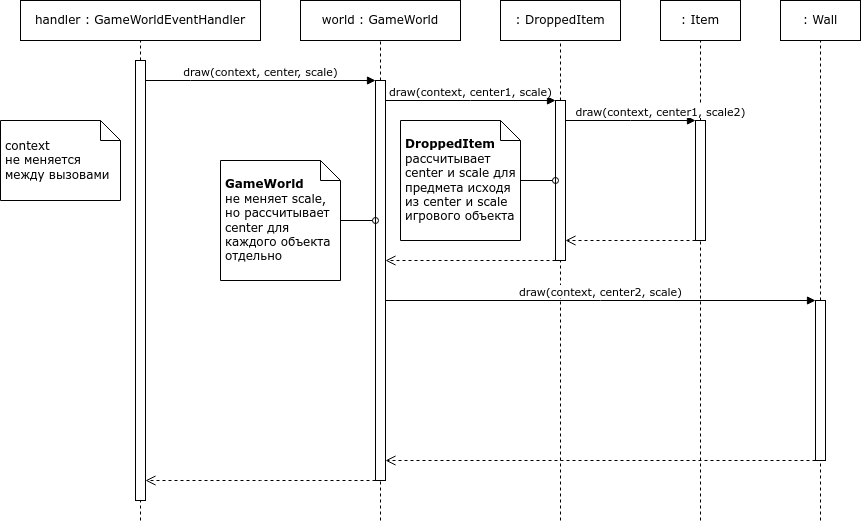 handler : GameWorldEventHandler
world : GameWorld
: DroppedItem
: Item
: Wall
draw(context, center, scale)
draw(context, center1, scale)
draw(context, center1, scale2)
context
не меняется
между вызовами
DroppedItem
рассчитывает
center и scale для
предмета исходя
из center и scale
игрового объекта
GameWorld
не меняет scale,
но рассчитывает
center для
каждого объекта
отдельно
draw(context, center2, scale)